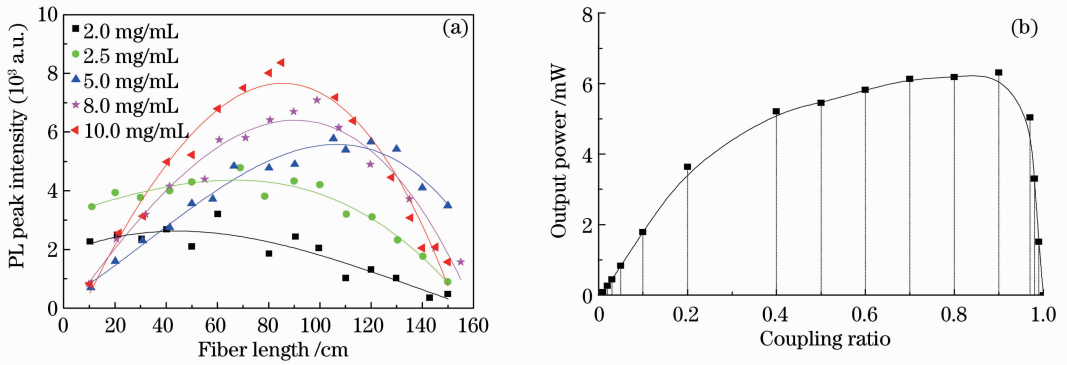 (a)
2.0 mg/mL
2.5 mg/mL
5.0 mg/mL
8.0 mg/mL
10.0 mg/mL
PL peak intensity (10³ a.u.)
10
8
6
4
2
0
0 20 40 60 80 100 120 140 160
Fiber length /cm
(b)
Output power /mW
8
6
4
2
0
0 0.2 0.4 0.6 0.8 1.0
Coupling ratio